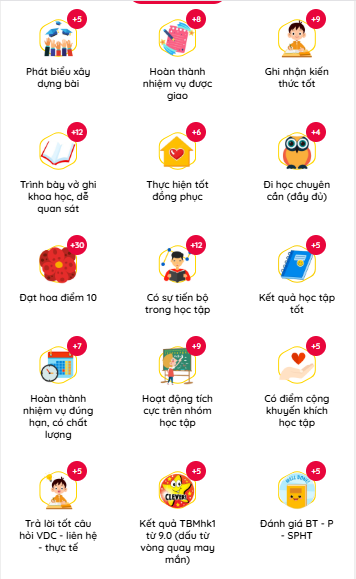 +5
+8
+9
Phát biểu xây
dựng bài
Hoàn thành
nhiệm vụ được
giao
Ghi nhận kiến
thức tốt
+12
+6
+4
Trình bày vở ghi
khoa học, dễ
quan sát
Thực hiện tốt
đồng phục
Đi học chuyên
cần (đầy đủ)
+30
+12
+5
Đạt hoa điểm 10
Có sự tiến bộ
trong học tập
Kết quả học tập
tốt
+7
+9
+5
Hoàn thành
nhiệm vụ đúng
hạn, có chất
lượng
Hoạt động tích
cực trên nhóm
học tập
Có điểm cộng
khuyến khích
học tập
+5
+5
+5
CLEVER!
WELL DONE!
Trả lời tốt câu
hỏi VDC - liên hệ
- thực tế
Kết quả TBMhk1
từ 9.0 (dấu từ
vòng quay may
mắn)
Đánh giá BT - P
- SPHT